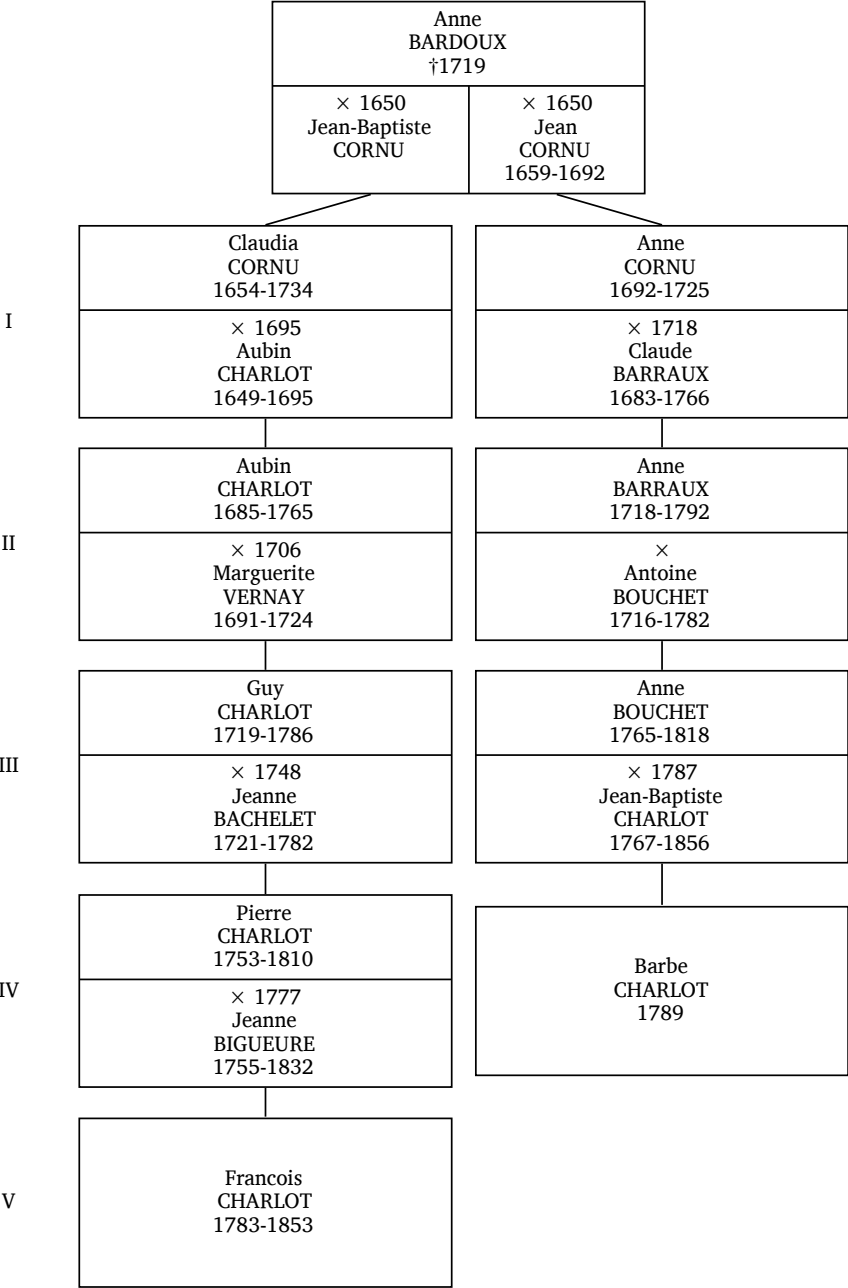 Anne
BARDOUX
†1719
× 1650
Jean-Baptiste
CORNU
× 1650
Jean
CORNU
1659-1692
I
Claudia
CORNU
1654-1734
× 1695
Aubin
CHARLOT
1649-1695
Anne
CORNU
1692-1725
× 1718
Claude
BARRAUX
1683-1766
II
Aubin
CHARLOT
1685-1765
× 1706
Marguerite
VERNAY
1691-1724
Anne
BARRAUX
1718-1792
×
Antoine
BOUCHET
1716-1782
III
Guy
CHARLOT
1719-1786
× 1748
Jeanne
BACHELET
1721-1782
Anne
BOUCHET
1765-1818
× 1787
Jean-Baptiste
CHARLOT
1767-1856
IV
Pierre
CHARLOT
1753-1810
× 1777
Jeanne
BIGUEURE
1755-1832
Barbe
CHARLOT
1789
V
Francois
CHARLOT
1783-1853